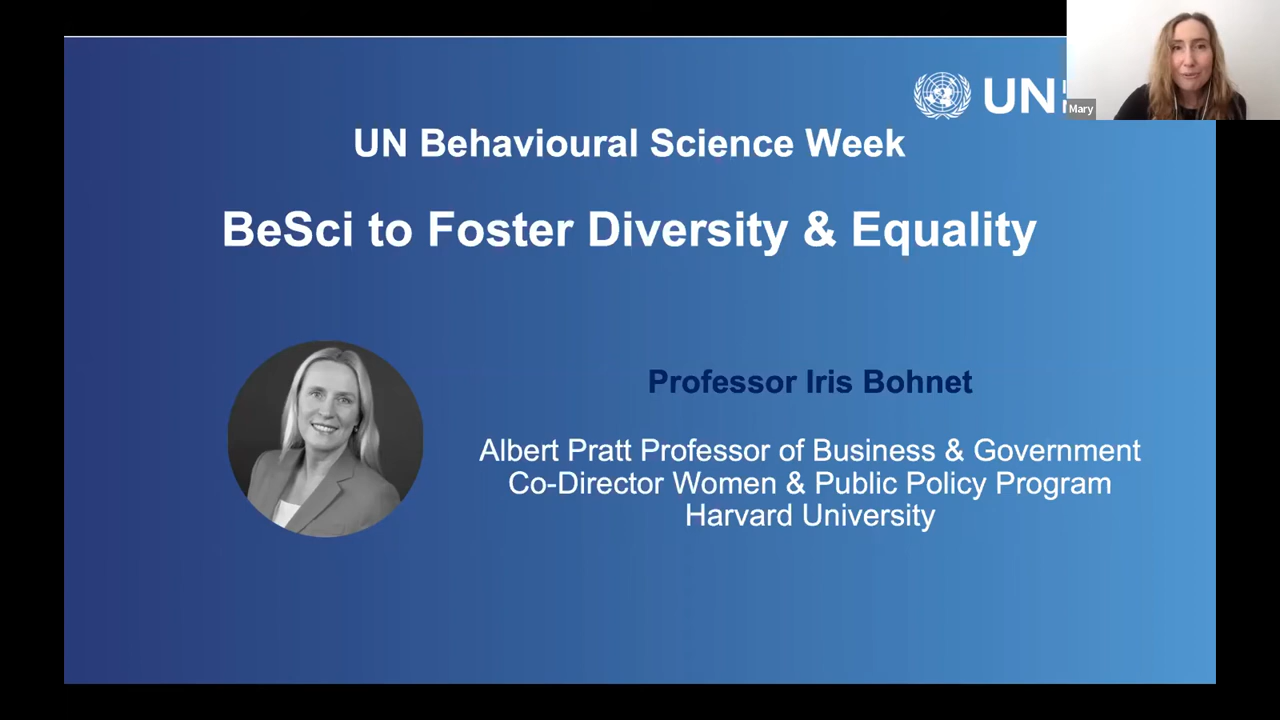 UN
Mary
UN Behavioural Science Week
BeSci to Foster Diversity & Equality
Professor Iris Bohnet
Albert Pratt Professor of Business & Government
Co-Director Women & Public Policy Program
Harvard University